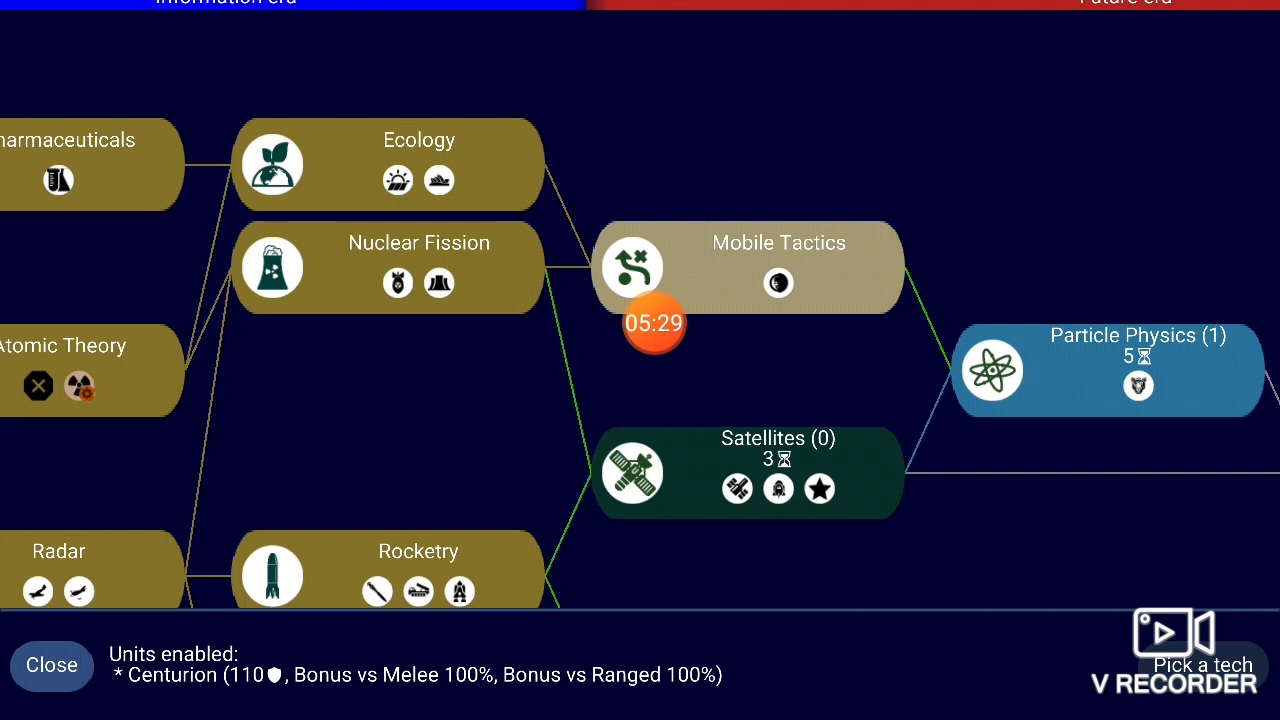 Information era
Future era
harmaceuticals
Ecology
Nuclear Fission
Mobile Tactics
05:29
Atomic Theory
Particle Physics (1)
5
Satellites (0)
3
Radar
Rocketry
Close
Units enabled:
* Centurion (110, Bonus vs Melee 100%, Bonus vs Ranged 100%)
Pick a tech
V RECORDER